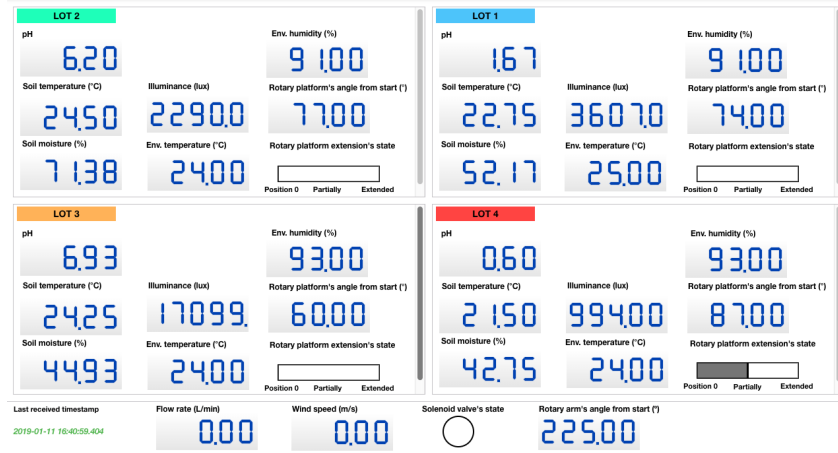 LOT 2
pH
Env. humidity (%)
6.20
91.00
Soil temperature (°C)
Illuminance (lux)
Rotary platform's angle from start (°)
24.50
2290.0
77.00
Soil moisture (%)
Env. temperature (°C)
Rotary platform extension's state
71.38
24.00
Position 0 Partially Extended
LOT 1
pH
Env. humidity (%)
1.67
91.00
Soil temperature (°C)
Illuminance (lux)
Rotary platform's angle from start (°)
22.75
3607.0
74.00
Soil moisture (%)
Env. temperature (°C)
Rotary platform extension's state
52.17
25.00
Position 0 Partially Extended
LOT 3
pH
Env. humidity (%)
6.93
93.00
Soil temperature (°C)
Illuminance (lux)
Rotary platform's angle from start (°)
24.25
17099.
60.00
Soil moisture (%)
Env. temperature (°C)
Rotary platform extension's state
44.93
24.00
Position 0 Partially Extended
LOT 4
pH
Env. humidity (%)
0.60
93.00
Soil temperature (°C)
Illuminance (lux)
Rotary platform's angle from start (°)
21.50
994.00
87.00
Soil moisture (%)
Env. temperature (°C)
Rotary platform extension's state
42.75
24.00
Position 0 Partially Extended
Last received timestamp
Flow rate (L/min)
Wind speed (m/s)
Solenoid valve's state
Rotary arm's angle from start (º)
2019-01-11 16:40:59.404
0.00
0.00
225.00